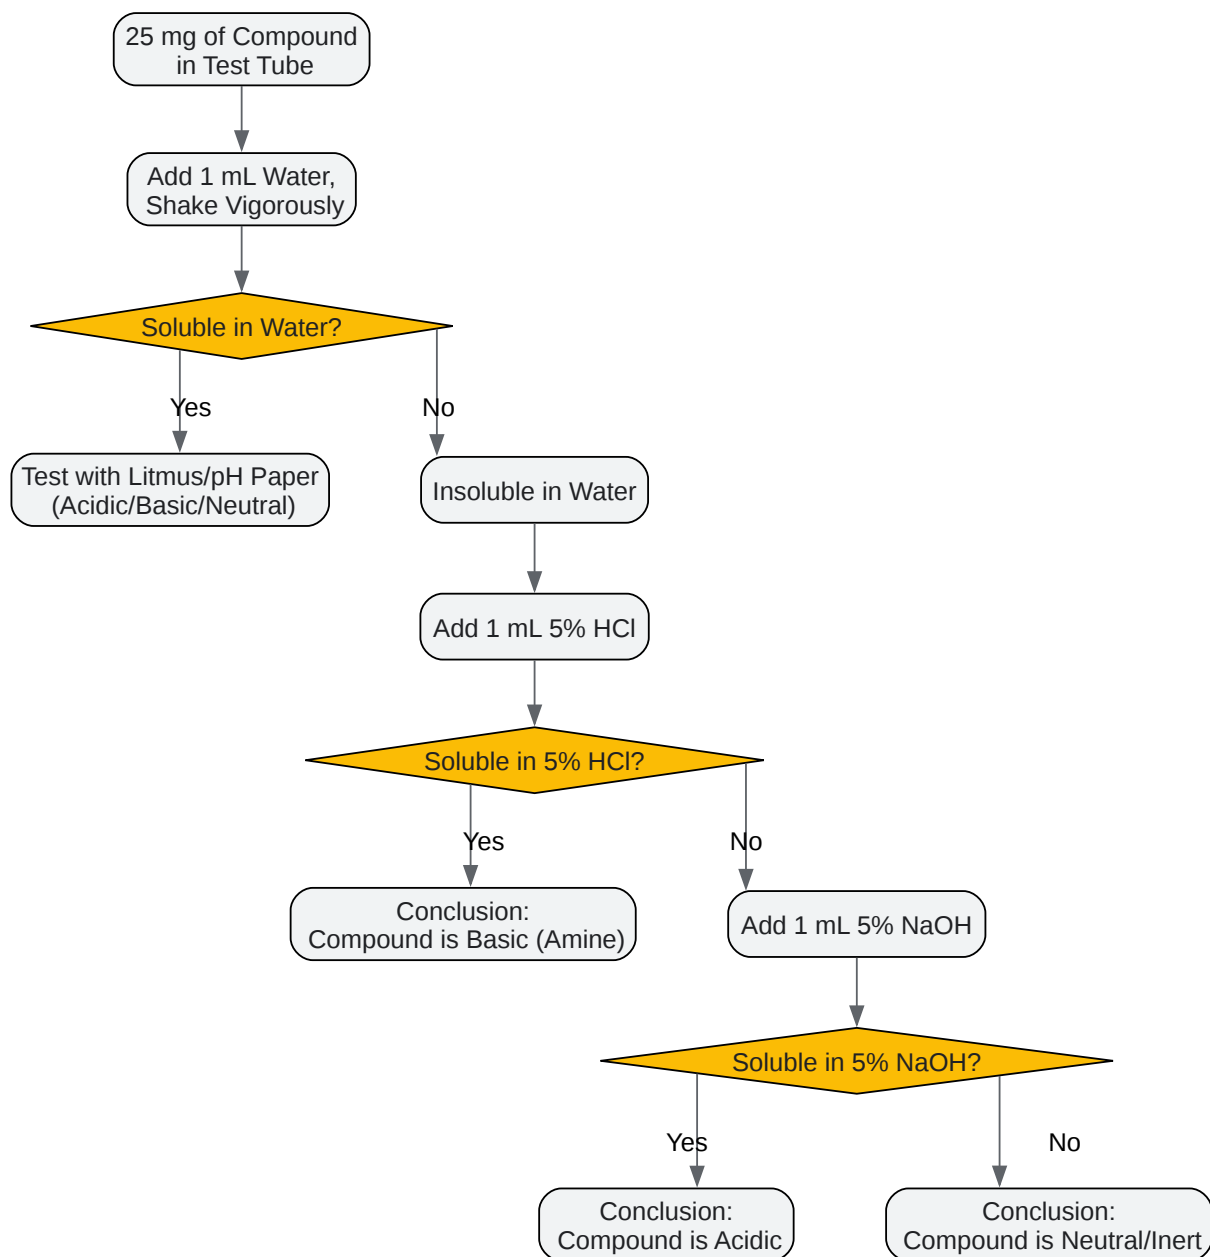 25 mg of Compound
in Test Tube
Add 1 mL Water,
Shake Vigorously
Soluble in Water?
Yes
No
Test with Litmus/pH Paper
(Acidic/Basic/Neutral)
Insoluble in Water
Add 1 mL 5% HCl
Soluble in 5% HCl?
Yes
No
Conclusion:
Compound is Basic (Amine)
Add 1 mL 5% NaOH
Soluble in 5% NaOH?
Yes
No
Conclusion:
Compound is Acidic
Conclusion:
Compound is Neutral/Inert